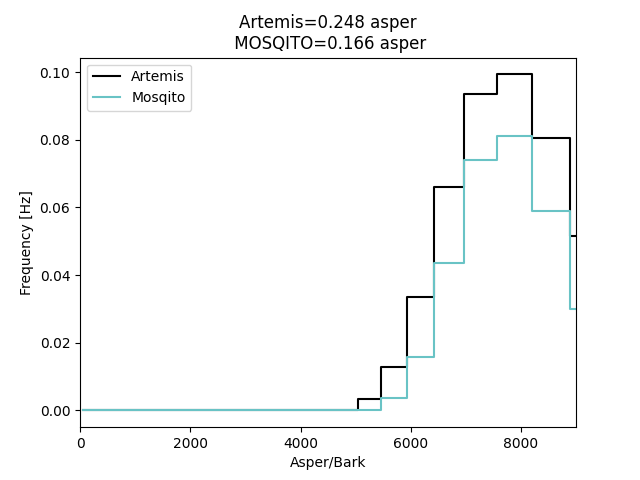 Artemis=0.248 asper
MOSQITO=0.166 asper
Artemis
Mosqito
Frequency [Hz]
0.10
0.08
0.06
0.04
0.02
0.00
0 2000 4000 6000 8000
Asper/Bark